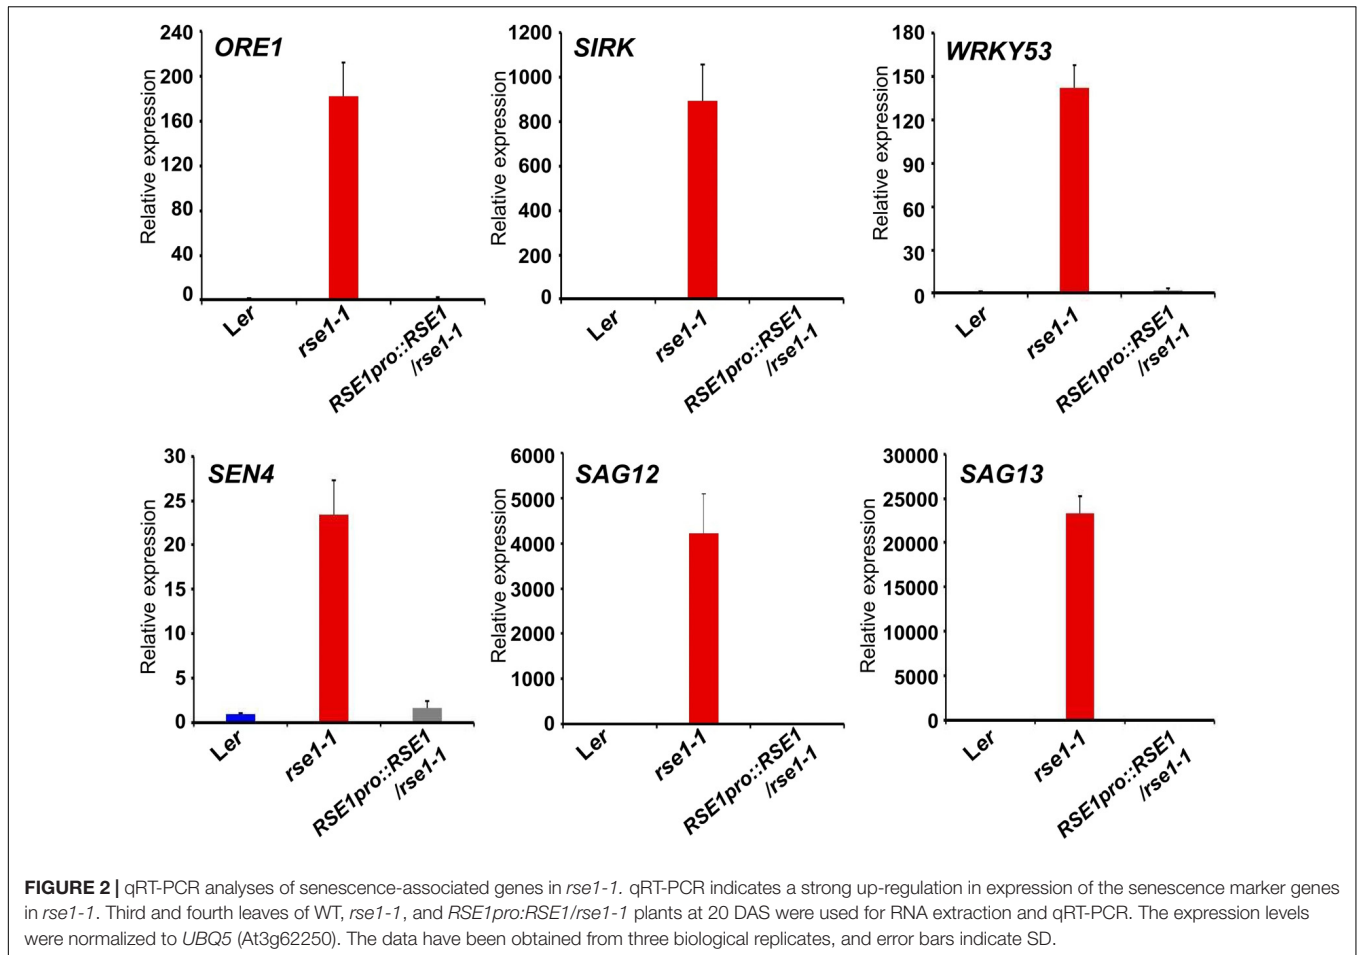 ORE1
Relative expression
240
200
160
120
80
40
0
Ler
rse1-1
RSE1pro::RSE1
/rse1-1
SIRK
Relative expression
1200
1000
800
600
400
200
0
Ler
rse1-1
RSE1pro::RSE1
/rse1-1
WRKY53
Relative expression
180
150
120
90
60
30
0
Ler
rse1-1
RSE1pro::RSE1
/rse1-1
SEN4
Relative expression
30
25
20
15
10
5
0
Ler
rse1-1
RSE1pro::RSE1
/rse1-1
SAG12
Relative expression
6000
5000
4000
3000
2000
1000
0
Ler
rse1-1
RSE1pro::RSE1
/rse1-1
SAG13
Relative expression
30000
25000
20000
15000
10000
5000
0
Ler
rse1-1
RSE1pro::RSE1
/rse1-1
FIGURE 2 | qRT-PCR analyses of senescence-associated genes in rse1-1. qRT-PCR indicates a strong up-regulation in expression of the senescence marker genes
in rse1-1. Third and fourth leaves of WT, rse1-1, and RSE1pro:RSE1/rse1-1 plants at 20 DAS were used for RNA extraction and qRT-PCR. The expression levels
were normalized to UBQ5 (At3g62250). The data have been obtained from three biological replicates, and error bars indicate SD.